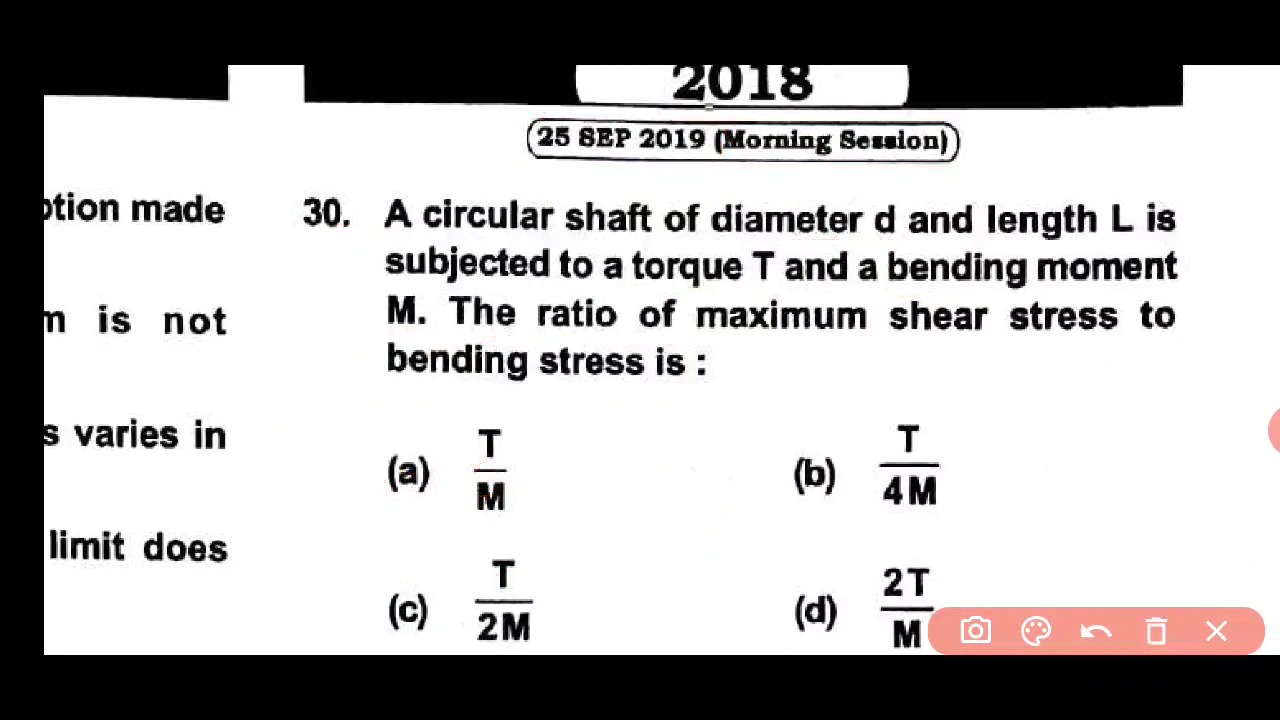 2018
25 SEP 2019 (Morning Session)
ption made
m is not
s varies in
limit does
30. A circular shaft of diameter d and length L is
subjected to a torque T and a bending moment
M. The ratio of maximum shear stress to
bending stress is :
(a) T/M (b) T/4M
(c) T/2M (d) 2T/M